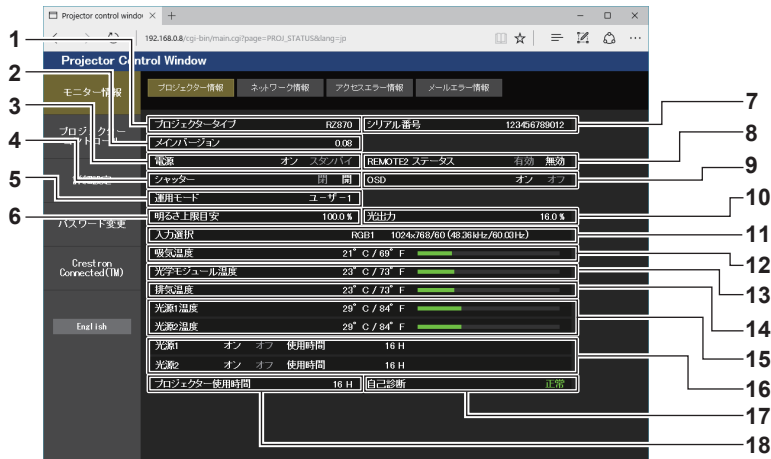 Projector control windo
192.168.0.8/cgi-bin/main.cgi?page=PROJ_STATUS&lang=jp
Projector Control Window
モニター情報
プロジェクター情報 ネットワーク情報 アクセスエラー情報 メールエラー情報
プロジェクター
コントロール
パスワード変更
Crestron
Connected(TM)
English
プロジェクタータイプ RZ870 シリアル番号 123456789012
メインバージョン 0.08
電源 オン スタンバイ REMOTE2 ステータス 有効 無効
シャッター 閉 開 OSD オン オフ
運用モード ユーザー1
明るさ上限目安 100.0 % 光出力 16.0 %
入力選択 RGB1 1024x768/60 (48.36kHz/60.03Hz)
吸気温度 21° C / 69° F
光学モジュール温度 23° C / 73° F
排気温度 23° C / 73° F
光源1温度 29° C / 84° F
光源2温度 29° C / 84° F
光源1 オン オフ 使用時間 16 H
光源2 オン オフ 使用時間 16 H
プロジェクター使用時間 16 H 自己診断 正常
1
2
3
4
5
6
7
8
9
10
11
12
13
14
15
16
17
18